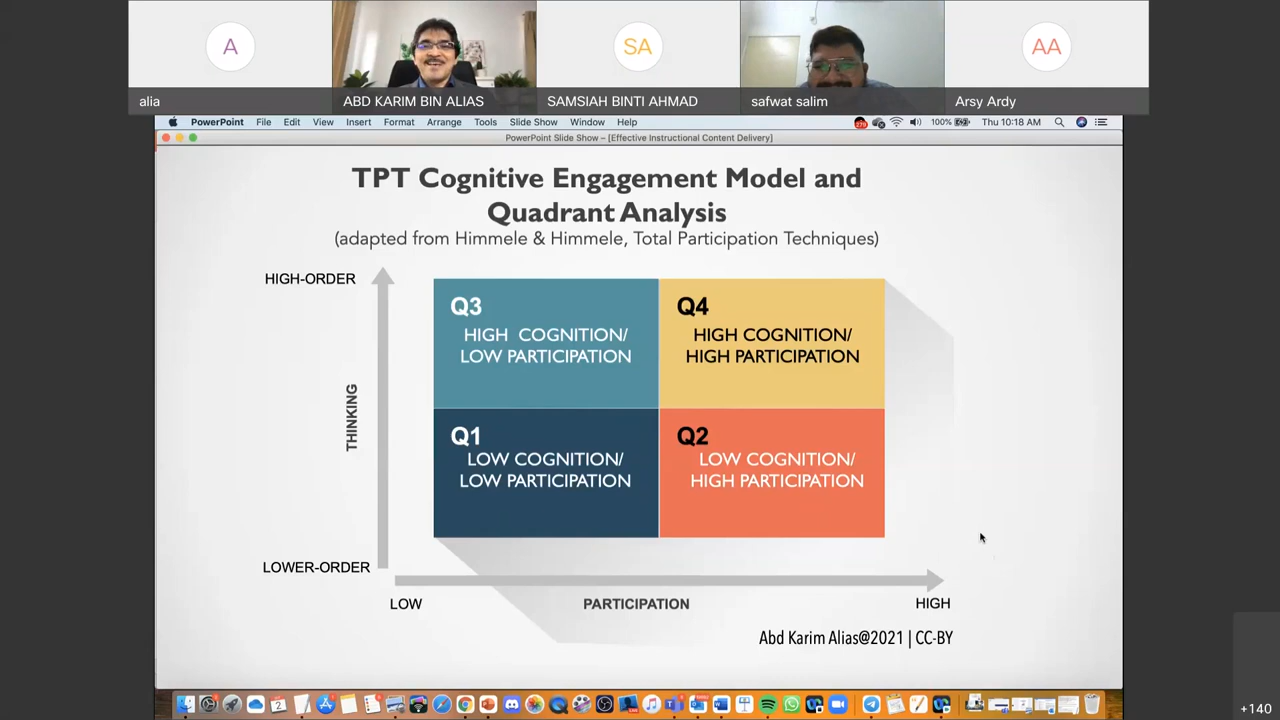 A
SA
AA
alia
ABD KARIM BIN ALIAS
SAMSIAH BINTI AHMAD
safwat salim
Arsy Ardy
PowerPoint File Edit View Insert Format Arrange Tools Slide Show Window Help
100% Thu 10:18 AM
PowerPoint Slide Show – [Effective Instructional Content Delivery]
TPT Cognitive Engagement Model and
Quadrant Analysis
(adapted from Himmele & Himmele, Total Participation Techniques)
HIGH-ORDER
THINKING
LOWER-ORDER
Q3
HIGH COGNITION/
LOW PARTICIPATION
Q4
HIGH COGNITION/
HIGH PARTICIPATION
Q1
LOW COGNITION/
LOW PARTICIPATION
Q2
LOW COGNITION/
HIGH PARTICIPATION
LOW
PARTICIPATION
HIGH
Abd Karim Alias@2021 | CC-BY
+140